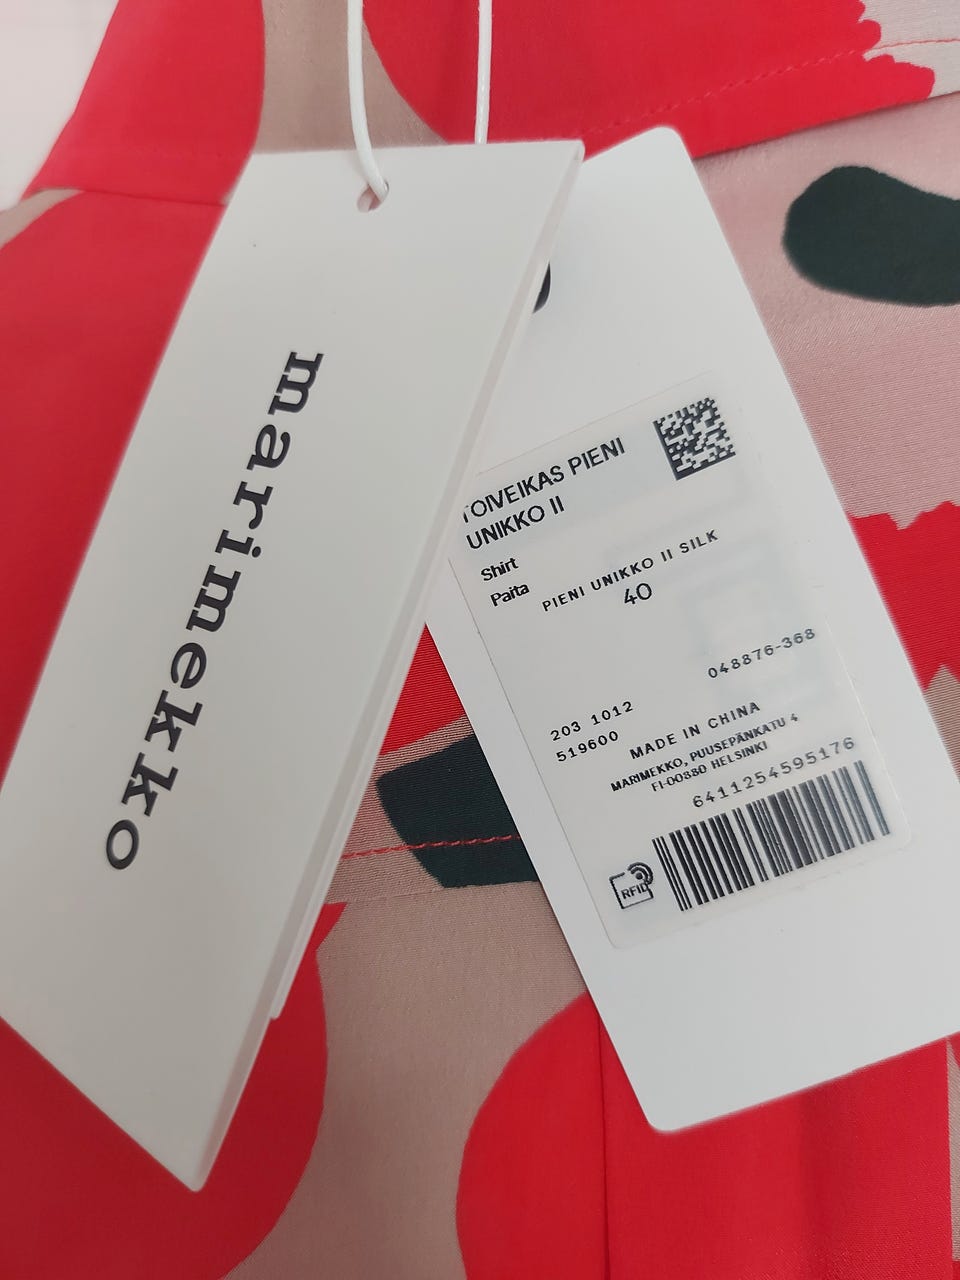 marimekko
TOIVEIKAS PIENI
UNIKKO II
Shirt
Paita
PIENI UNIKKO II SILK
40
048876-368
203 1012
519600
MADE IN CHINA
MARIMEKKO, PUUSEPÄNKATU 4
FI-00880 HELSINKI
6411254595176
RFID